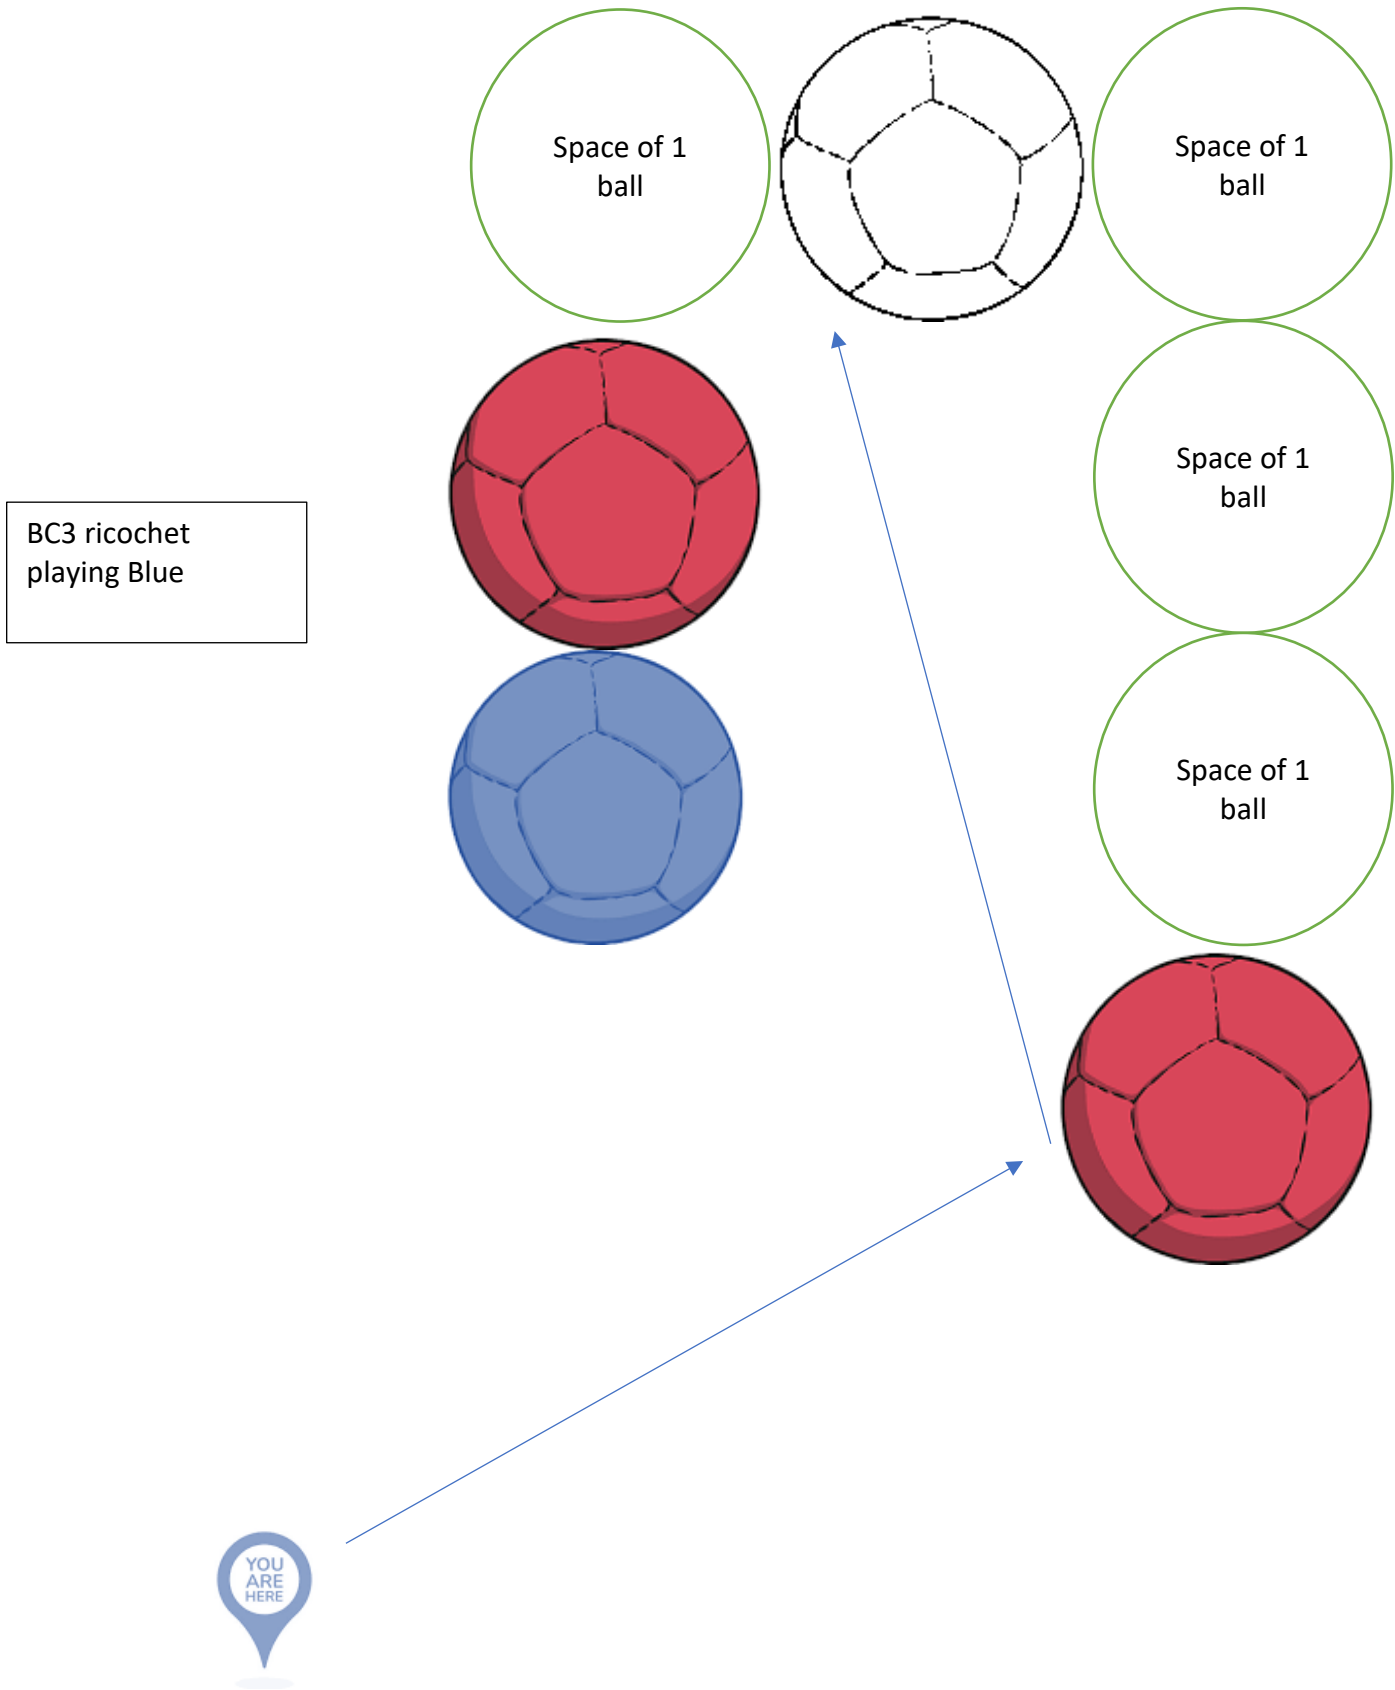 Space of 1
ball
Space of 1
ball
Space of 1
ball
BC3 ricochet
playing Blue
Space of 1
ball
YOU
ARE
HERE